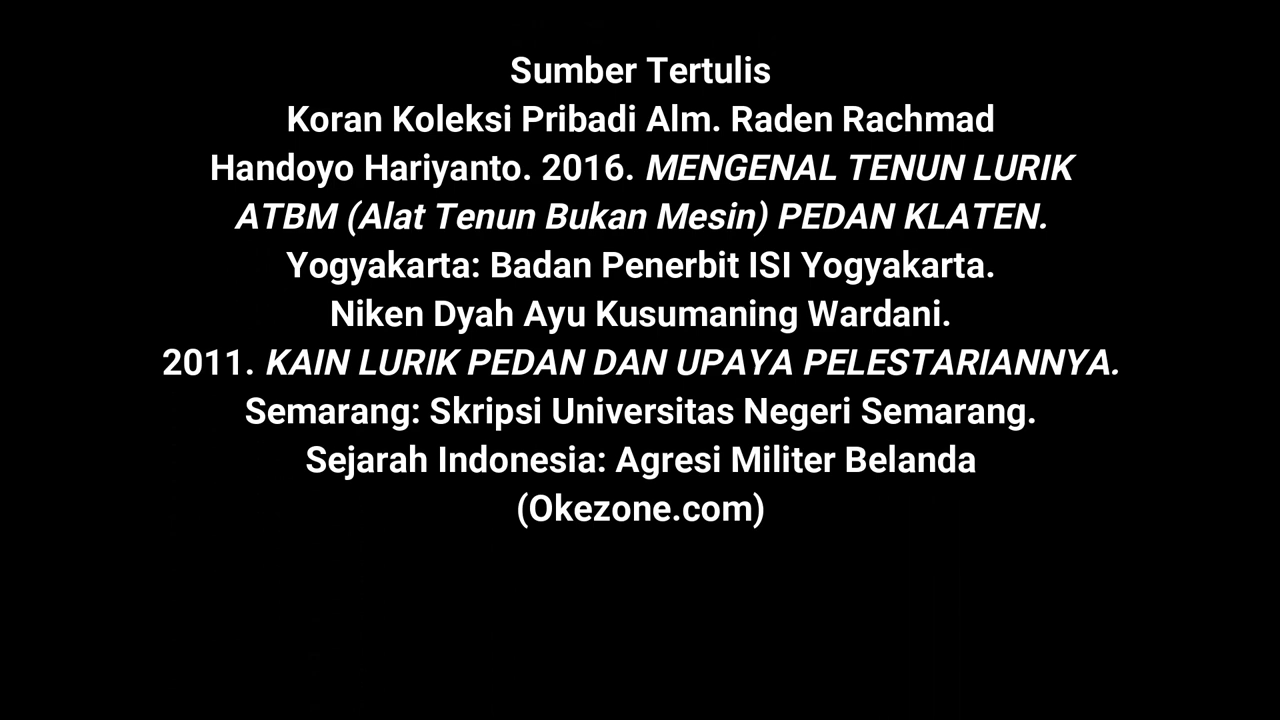 Sumber Tertulis
Koran Koleksi Pribadi Alm. Raden Rachmad
Handoyo Hariyanto. 2016. MENGENAL TENUN LURIK
ATBM (Alat Tenun Bukan Mesin) PEDAN KLATEN.
Yogyakarta: Badan Penerbit ISI Yogyakarta.
Niken Dyah Ayu Kusumaning Wardani.
2011. KAIN LURIK PEDAN DAN UPAYA PELESTARIANNYA.
Semarang: Skripsi Universitas Negeri Semarang.
Sejarah Indonesia: Agresi Militer Belanda
(Okezone.com)